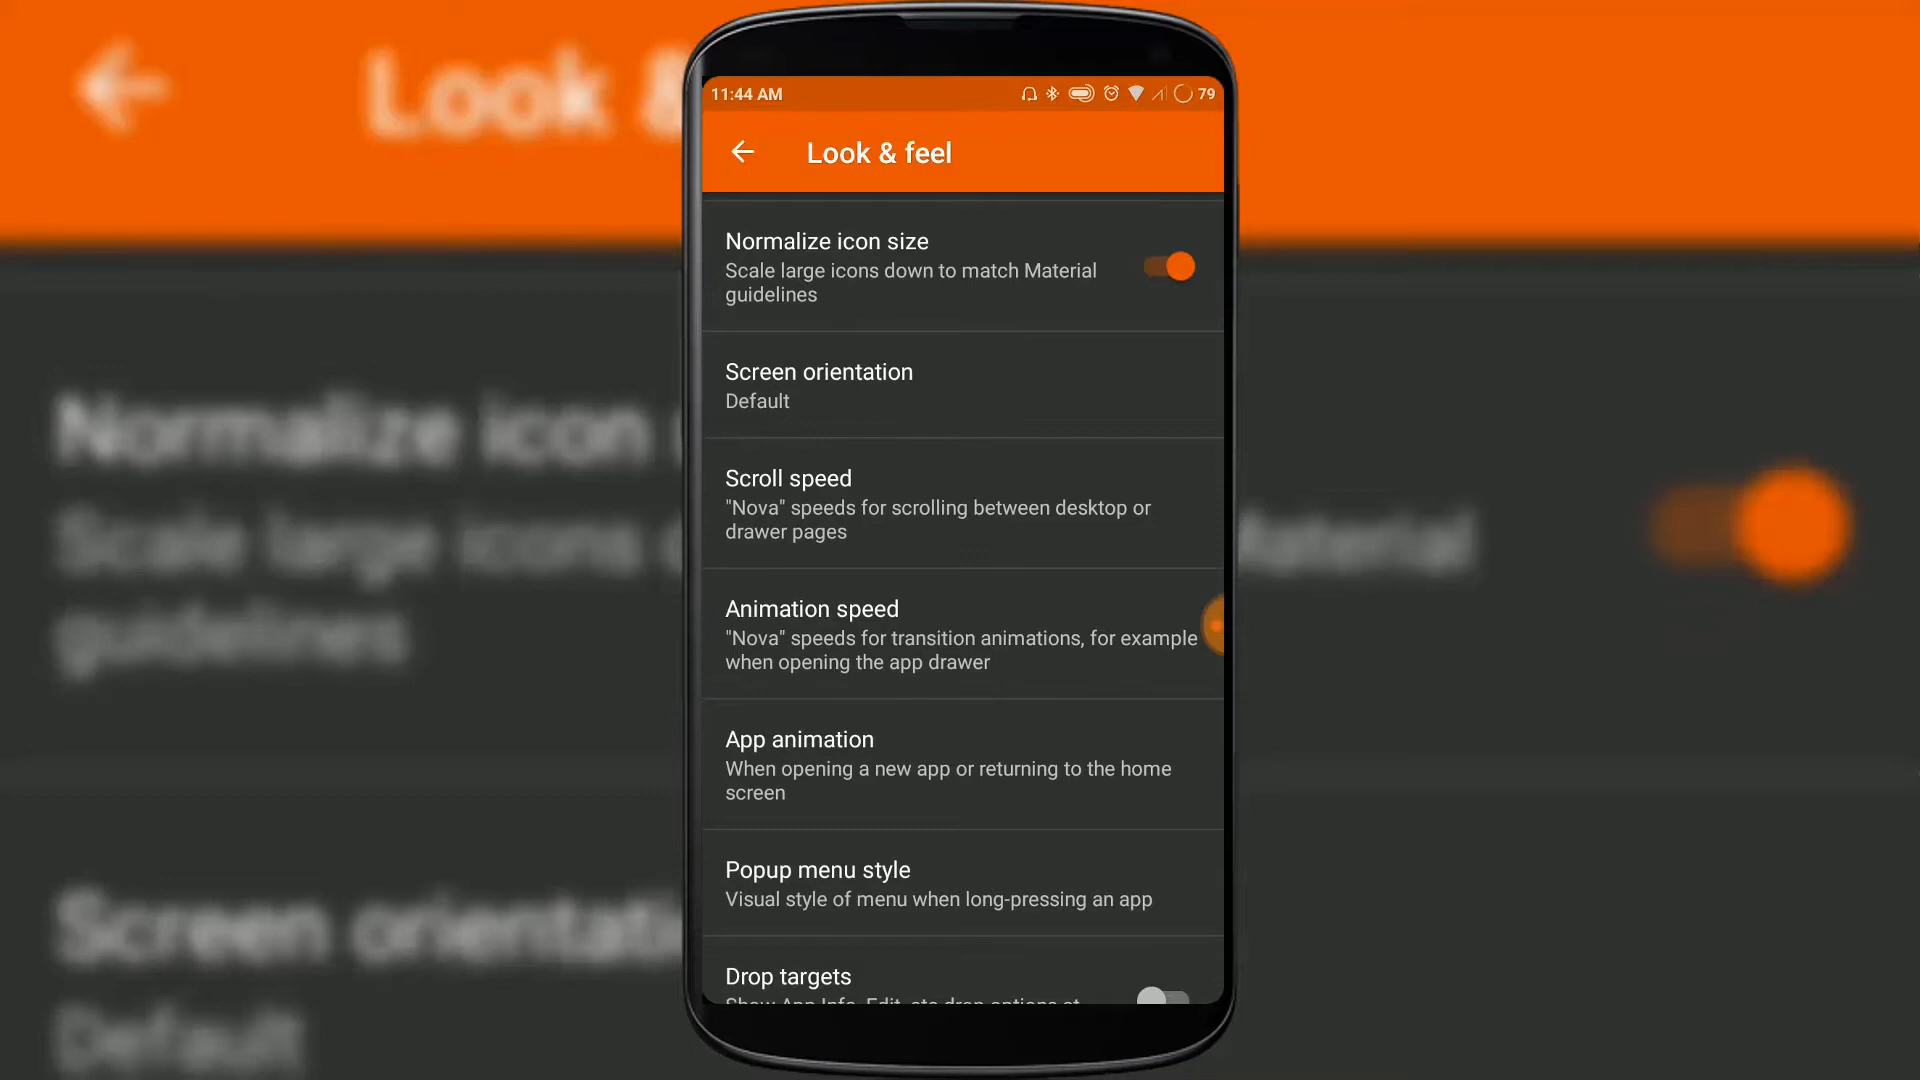 11:44 AM
79
Look & feel
Normalize icon size
Scale large icons down to match Material
guidelines
Screen orientation
Default
Scroll speed
"Nova" speeds for scrolling between desktop or
drawer pages
Animation speed
"Nova" speeds for transition animations, for example
when opening the app drawer
App animation
When opening a new app or returning to the home
screen
Popup menu style
Visual style of menu when long-pressing an app
Drop targets
Show App Info, Edit, etc drop options at
Look &
Normalize icon
Scale large icons
Material
guidelines
Screen orientati
Default